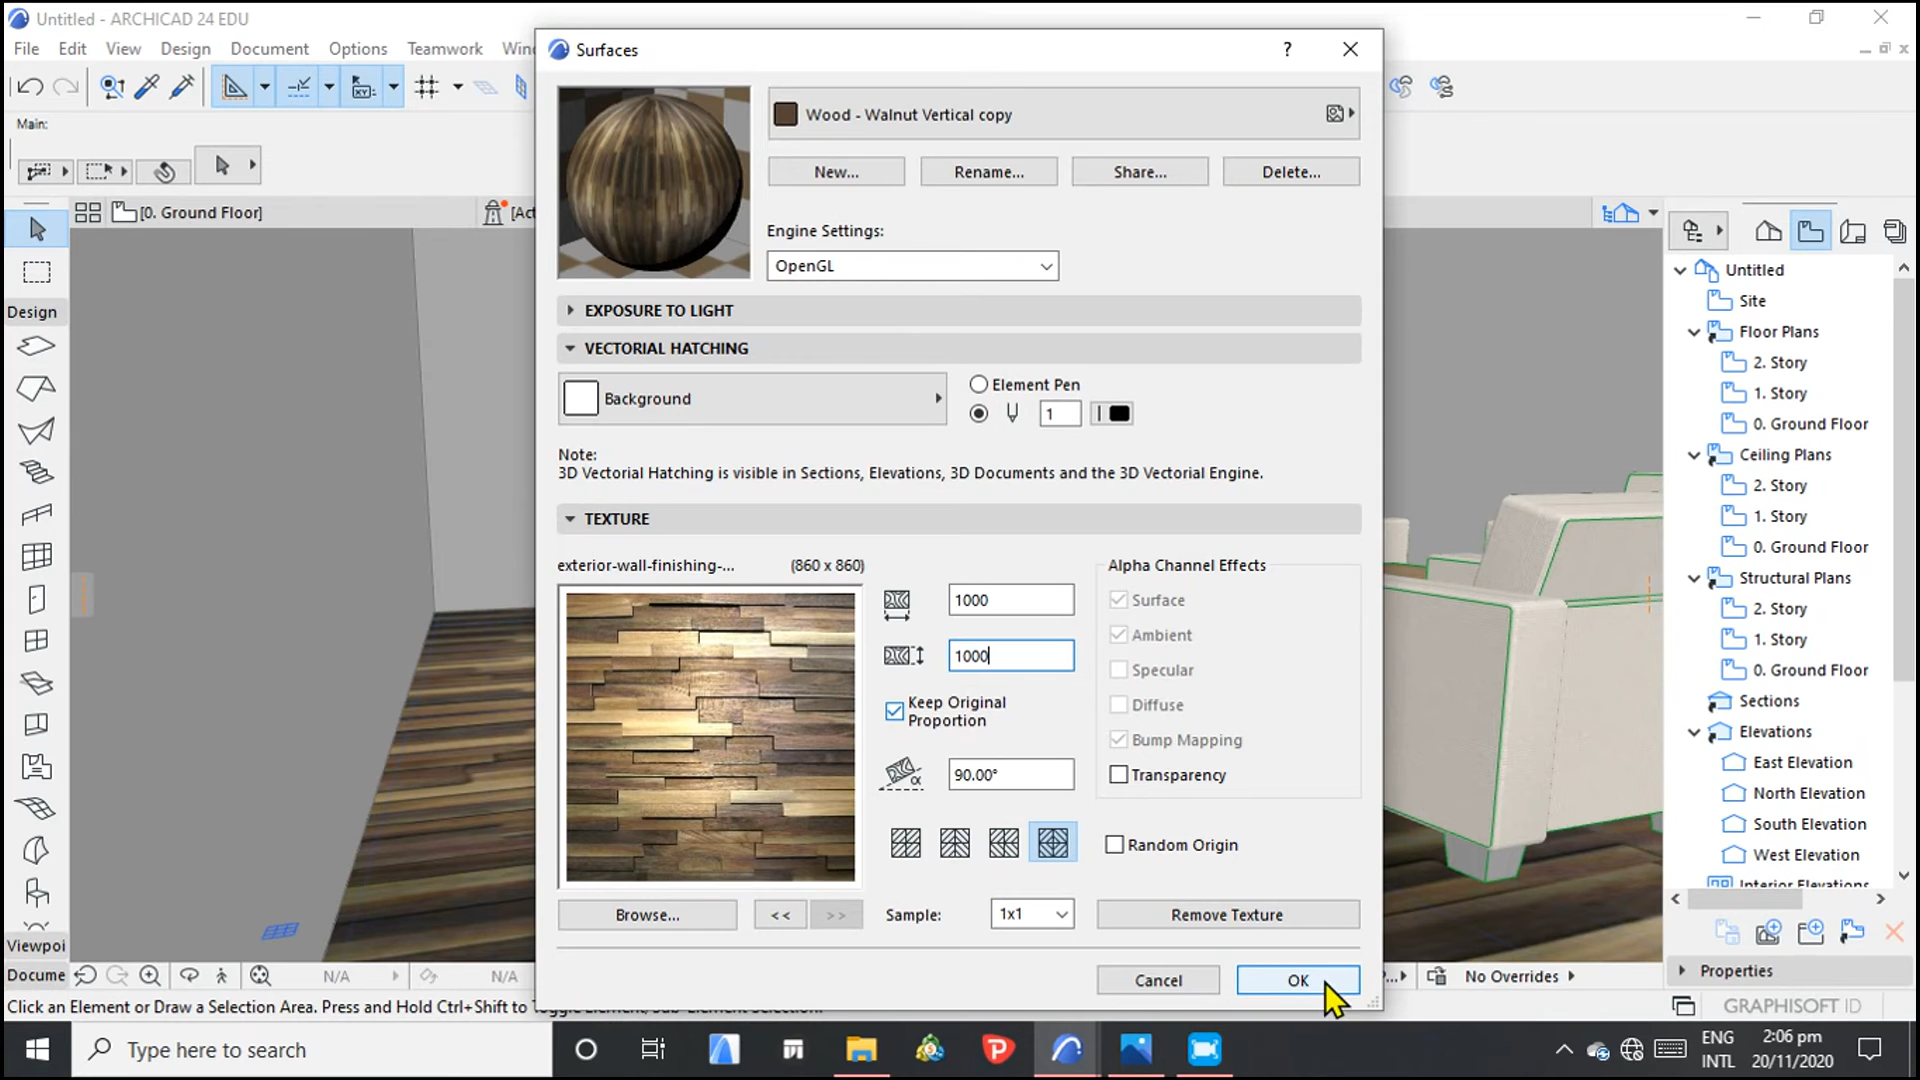 Untitled - ARCHICAD 24 EDU
File Edit View Design Document Options Teamwork
Main:
[0. Ground Floor]
Design
Viewpoi
Docume
N/A
N/A
Click an Element or Draw a Selection Area. Press and Hold Ctrl+Shift to
Surfaces
?
Wood - Walnut Vertical copy
New... Rename... Share... Delete...
Engine Settings:
OpenGL
EXPOSURE TO LIGHT
VECTORIAL HATCHING
Background
Element Pen
1
Note:
3D Vectorial Hatching is visible in Sections, Elevations, 3D Documents and the 3D Vectorial Engine.
TEXTURE
exterior-wall-finishing-... (860 x 860)
1000
1000
Keep Original
Proportion
90.00°
Alpha Channel Effects
Surface
Ambient
Specular
Diffuse
Bump Mapping
Transparency
Random Origin
Browse... << >> Sample: 1x1 Remove Texture
Cancel OK
Untitled
Site
Floor Plans
2. Story
1. Story
0. Ground Floor
Ceiling Plans
2. Story
1. Story
0. Ground Floor
Structural Plans
2. Story
1. Story
0. Ground Floor
Sections
Elevations
East Elevation
North Elevation
South Elevation
West Elevation
Interior Elevations
Properties
No Overrides
GRAPHISOFT ID
Type here to search
ENG
INTL
2:06 pm
20/11/2020